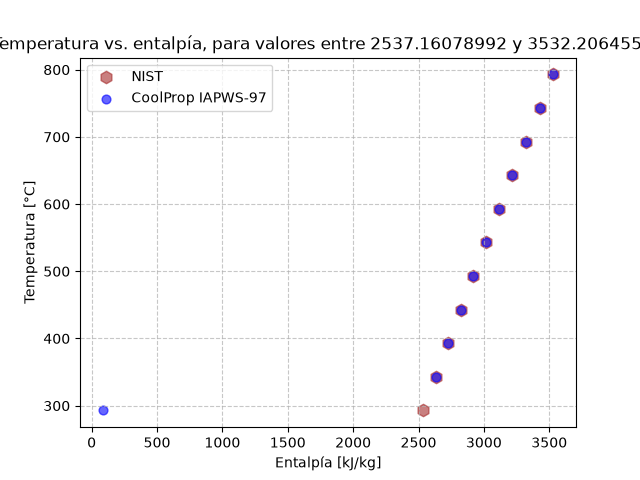 emperatura vs. entalpía, para valores entre 2537.16078992 y 3532.206455
NIST
CoolProp IAPWS-97
Temperatura [°C]
800
700
600
500
400
300
0 500 1000 1500 2000 2500 3000 3500
Entalpía [kJ/kg]